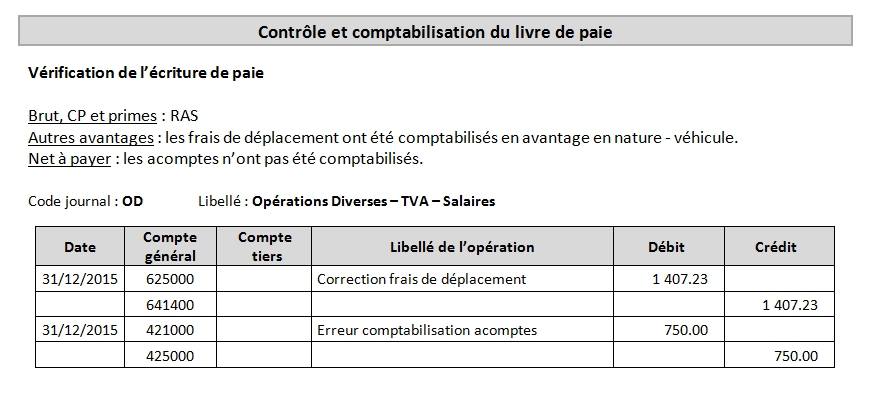 Contrôle et comptabilisation du livre de paie
Vérification de l’écriture de paie
Brut, CP et primes : RAS
Autres avantages : les frais de déplacement ont été comptabilisés en avantage en nature - véhicule.
Net à payer : les acomptes n’ont pas été comptabilisés.
Code journal : OD Libellé : Opérations Diverses – TVA – Salaires
Date Compte général Compte tiers Libellé de l’opération Débit Crédit
31/12/2015 625000 Correction frais de déplacement 1 407.23
641400 1 407.23
31/12/2015 421000 Erreur comptabilisation acomptes 750.00
425000 750.00